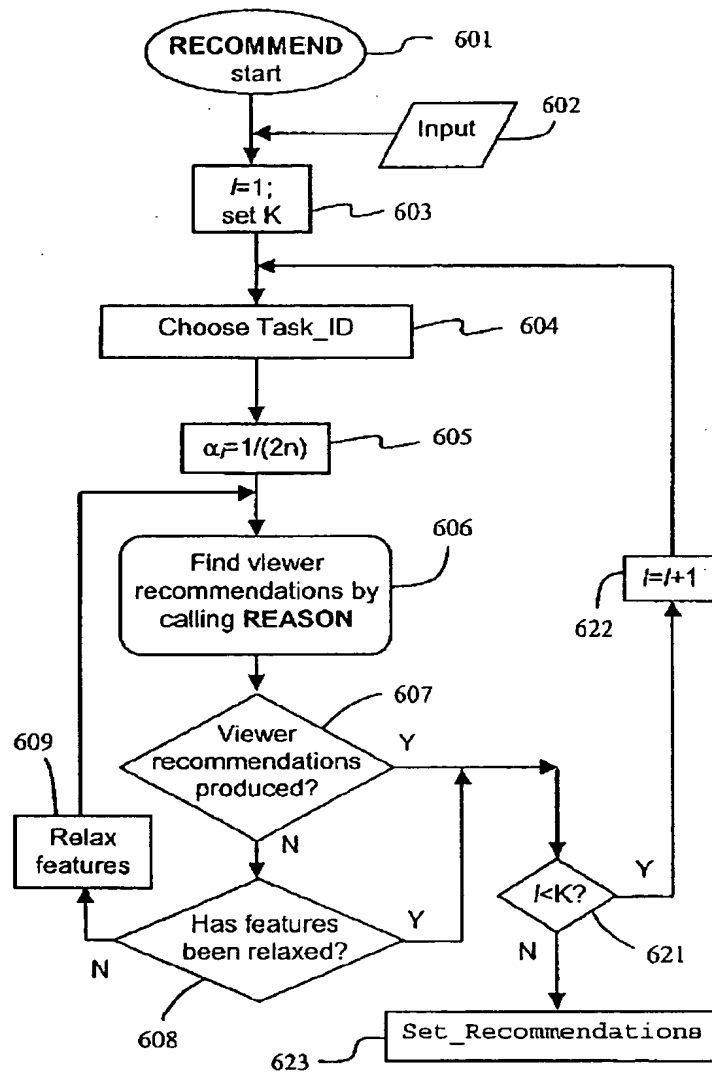 RECOMMEND
start
601
Input
602
I=1;
set K
603
Choose Task_ID
604
αI=1/(2n)
605
Find viewer
recommendations by
calling REASON
606
I=I+1
622
Viewer
recommendations
produced?
607
Y
N
609
Relax
features
Has features
been relaxed?
Y
N
608
I<K?
Y
N
621
Set_Recommendations
623